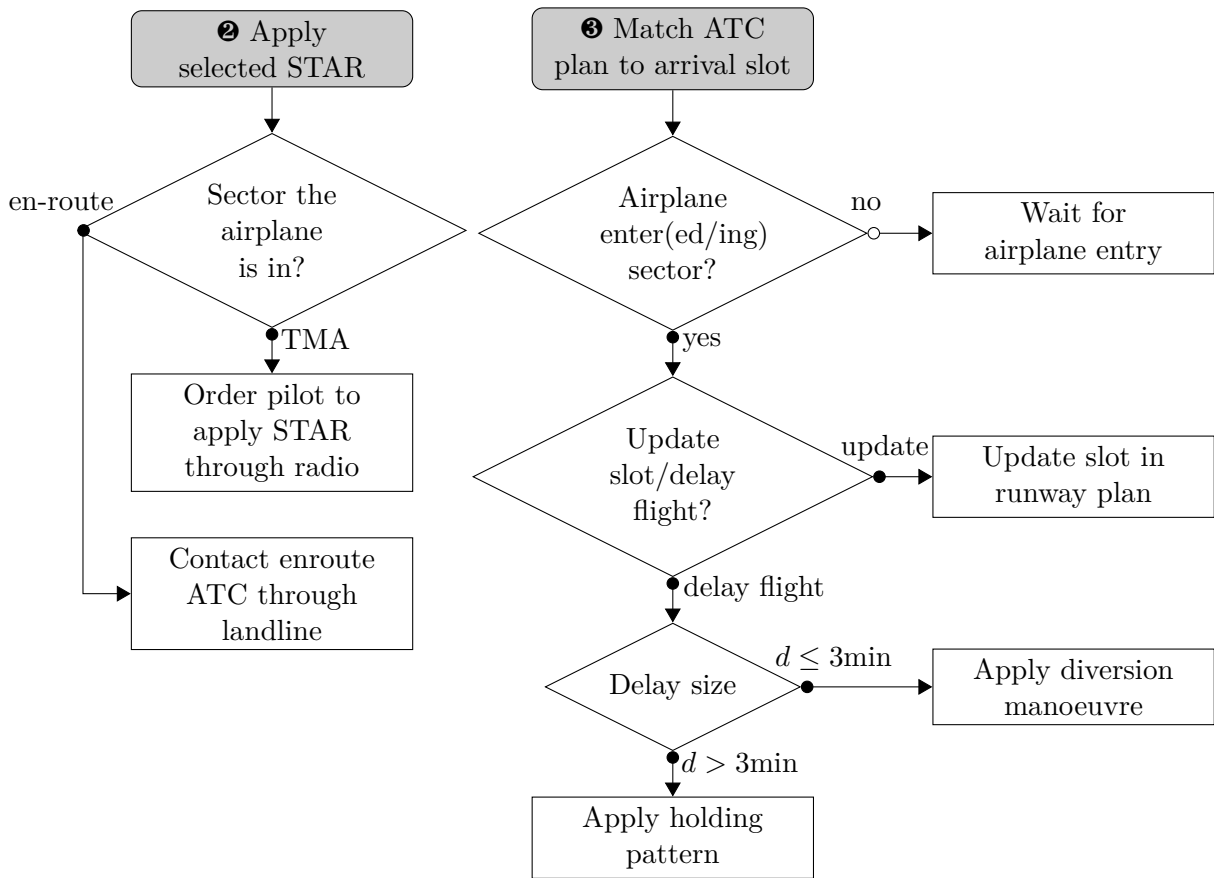 ❷ Apply
selected STAR
en-route
Sector the
airplane
is in?
TMA
Order pilot to
apply STAR
through radio
Contact enroute
ATC through
landline
❸ Match ATC
plan to arrival slot
Airplane
enter(ed/ing)
sector?
no
Wait for
airplane entry
yes
Update
slot/delay
flight?
update
Update slot in
runway plan
delay flight
Delay size
d ≤ 3min
Apply diversion
manoeuvre
d > 3min
Apply holding
pattern